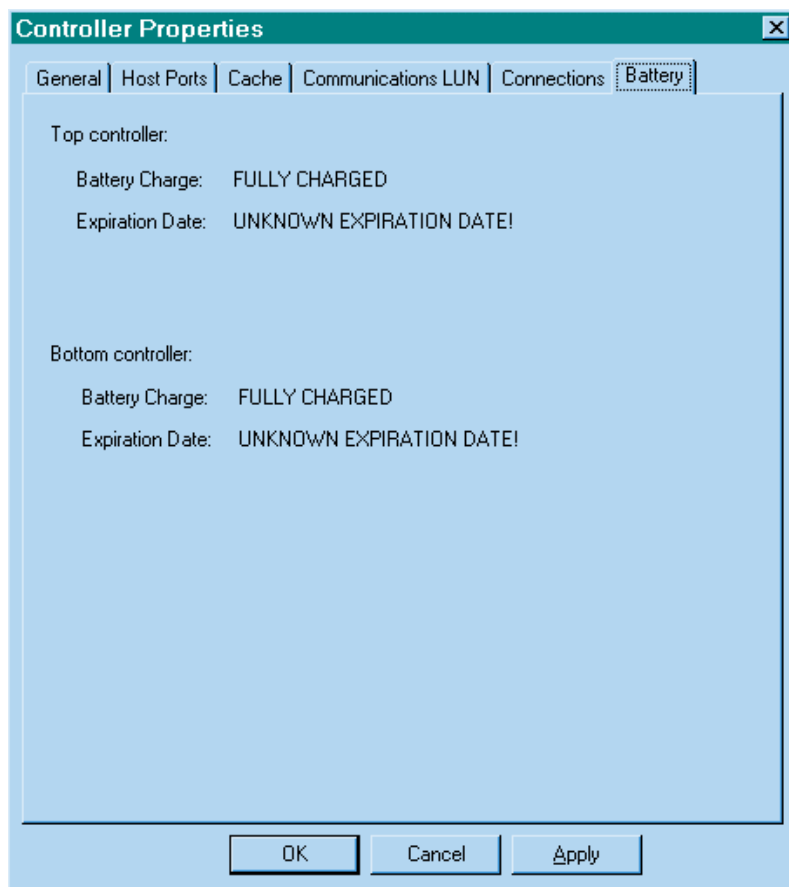 Controller Properties
General Host Ports Cache Communications LUN Connections Battery
Top controller:
Battery Charge: FULLY CHARGED
Expiration Date: UNKNOWN EXPIRATION DATE!
Bottom controller:
Battery Charge: FULLY CHARGED
Expiration Date: UNKNOWN EXPIRATION DATE!
OK Cancel Apply